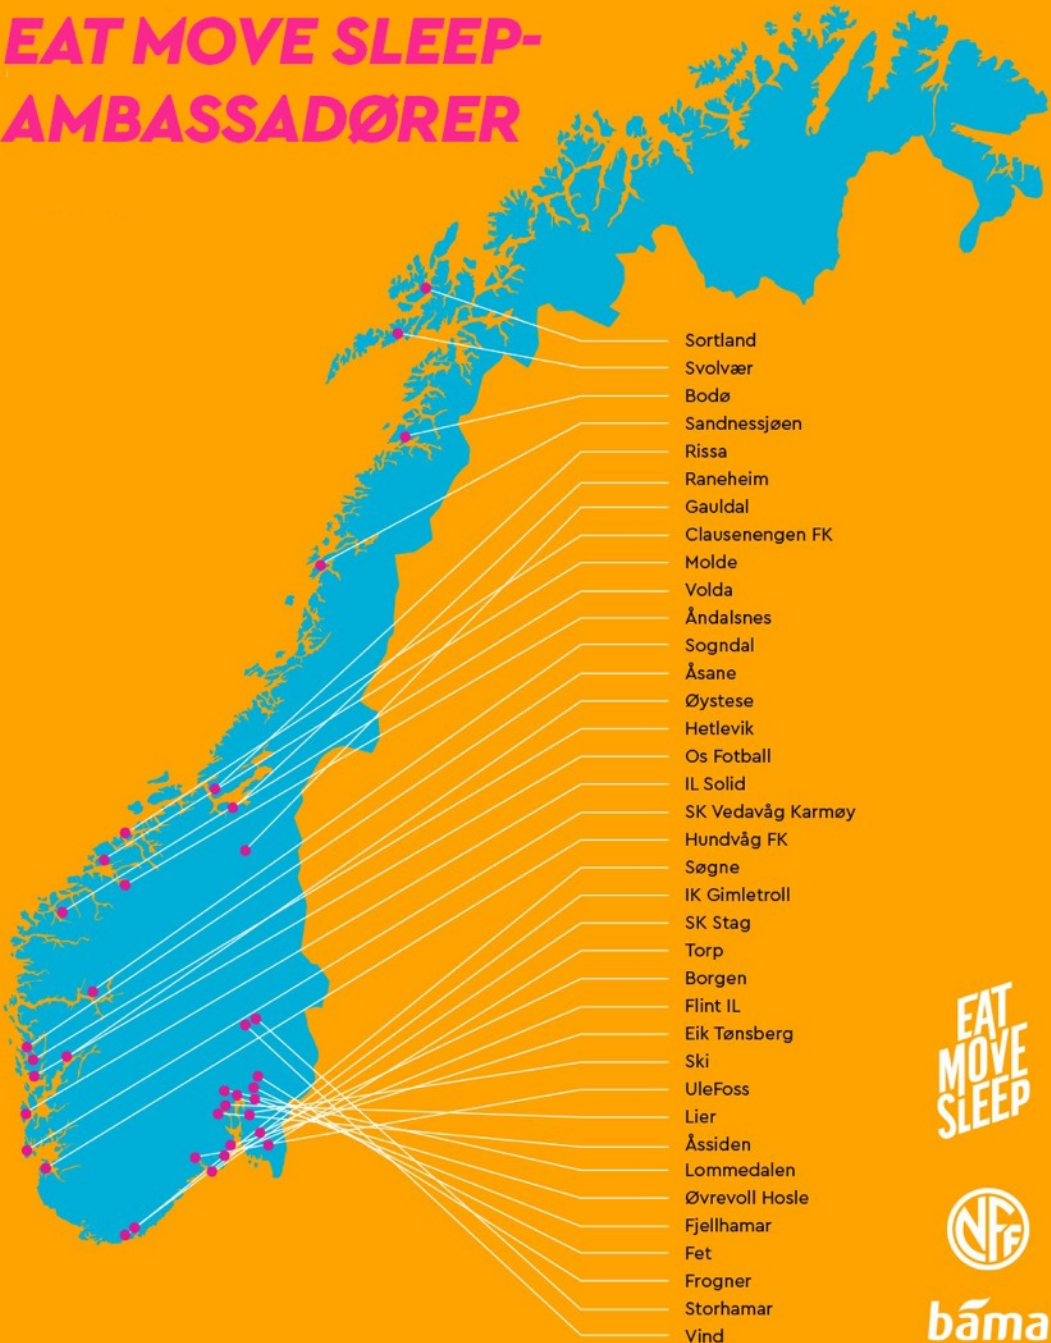 EAT MOVE SLEEP-
AMBASSADØRER
Sortland
Svolvær
Bodø
Sandnessjøen
Rissa
Raneheim
Gauldal
Clausenengen FK
Molde
Volda
Åndalsnes
Sogndal
Åsane
Øystese
Hetlevik
Os Fotball
IL Solid
SK Vedavåg Karmøy
Hundvåg FK
Søgne
IK Gimletroll
SK Stag
Torp
Borgen
Flint IL
Eik Tønsberg
Ski
UleFoss
Lier
Åssiden
Lommedalen
Øvrevoll Hosle
Fjellhamar
Fet
Frogner
Storhamar
Vind
EAT
MOVE
SLEEP
NFF
bama